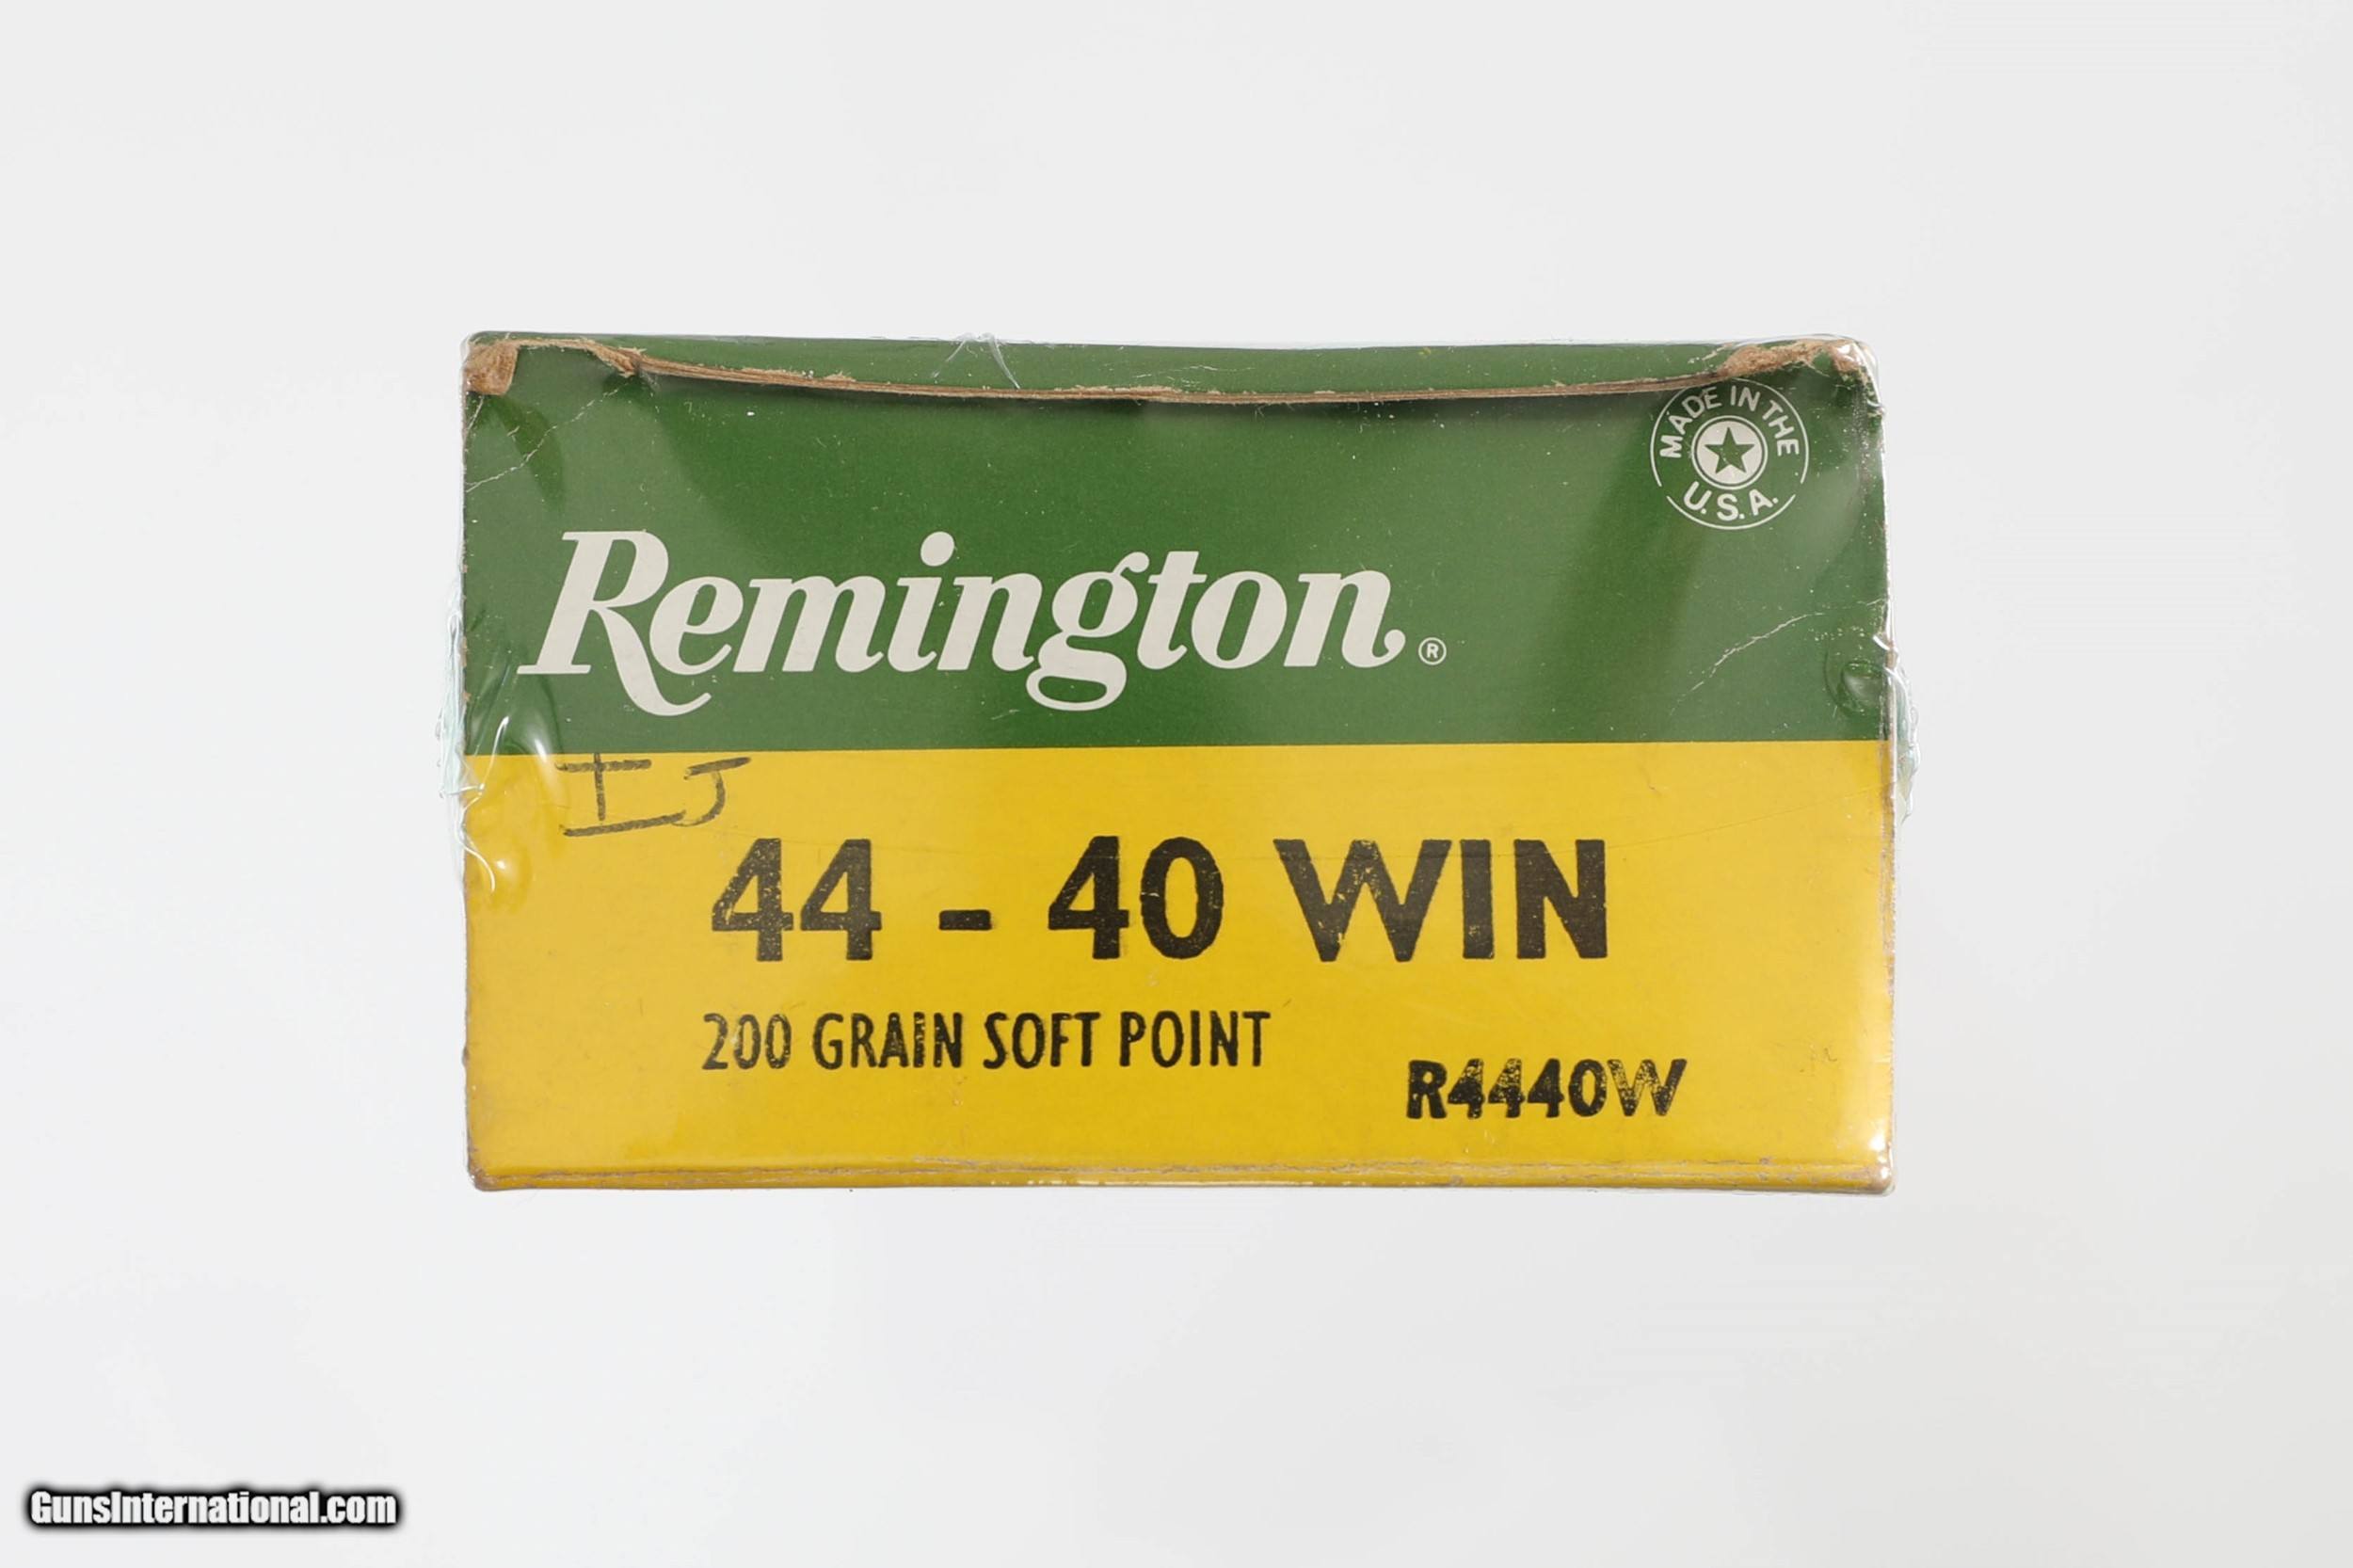 MADE IN THE
U.S.A.
Remington®
IJ
44 - 40 WIN
200 GRAIN SOFT POINT
R4440W
GunsInternational.com